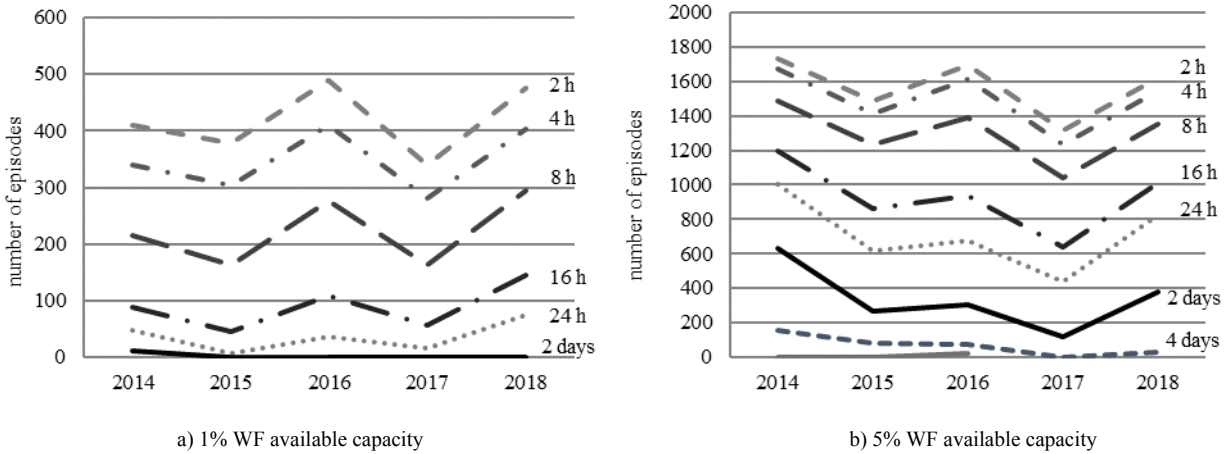 600
500
400
300
200
100
0
number of episodes
2 h
4 h
8 h
16 h
24 h
2 days
2014 2015 2016 2017 2018
a) 1% WF available capacity
2000
1800
1600
1400
1200
1000
800
600
400
200
0
number of episodes
2 h
4 h
8 h
16 h
24 h
2 days
4 days
2014 2015 2016 2017 2018
b) 5% WF available capacity